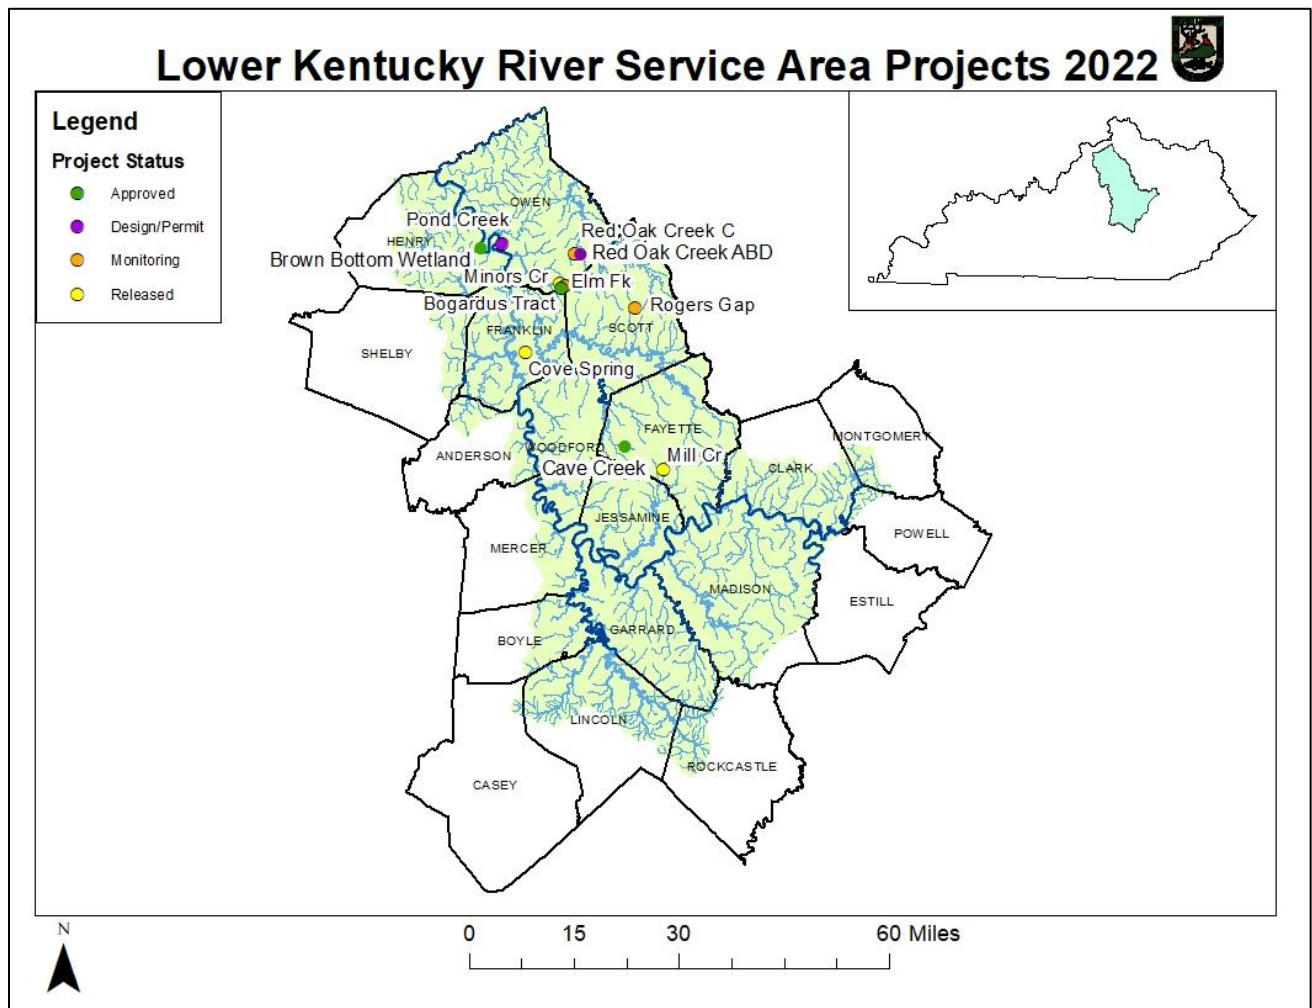 Lower Kentucky River Service Area Projects 2022
Legend
Project Status
Approved
Design/Permit
Monitoring
Released
OWEN
Pond Creek
Red Oak Creek C
HENRY
Red Oak Creek ABD
Brown Bottom Wetland
Minors Cr
Elm Fk
Bogardus Tract
Rogers Gap
FRANKLIN
SCOTT
SHELBY
Cove Spring
FAYETTE
MONTGOMERY
WOODFORD
ANDERSON
Mill Cr
Cave Creek
CLARK
JESSAMINE
POWELL
MERCER
MADISON
ESTILL
GARRARD
BOYLE
LINCOLN
ROCKCASTLE
CASEY
N
0 15 30 60 Miles